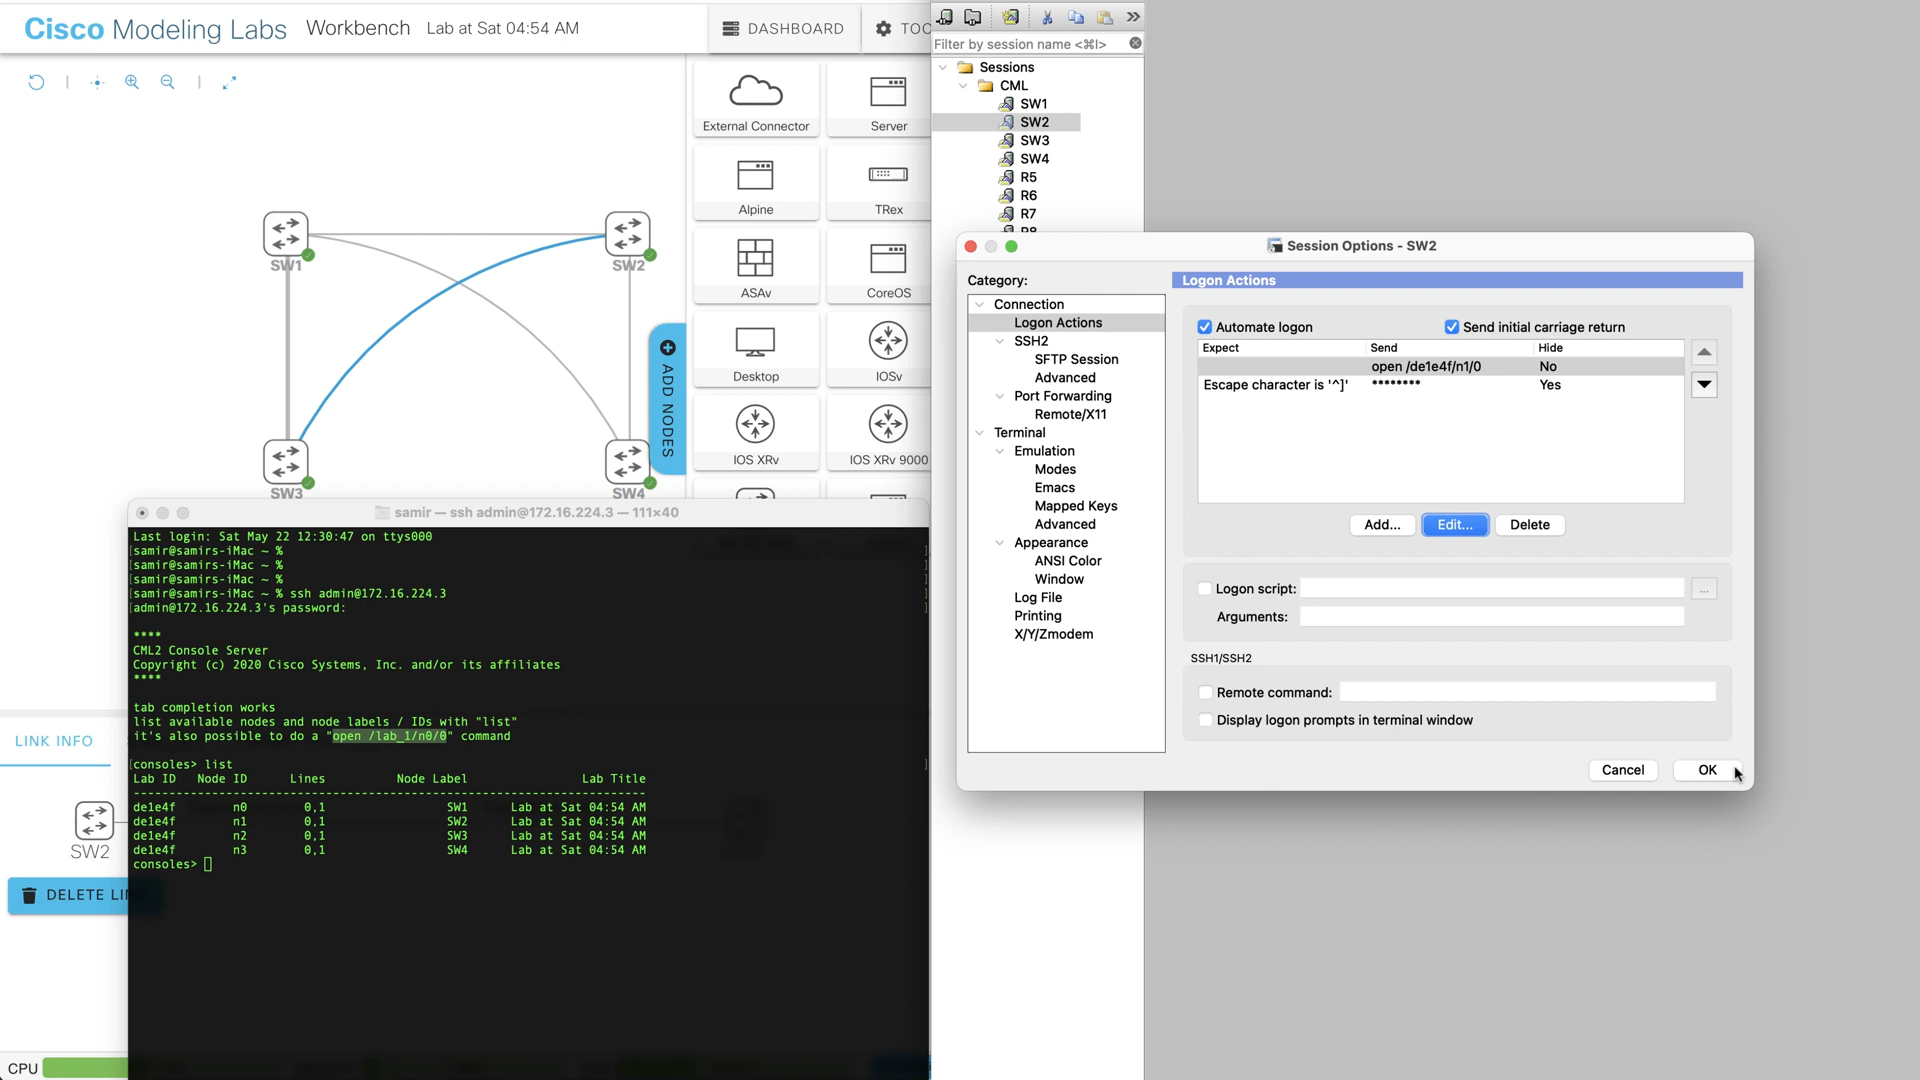 Cisco Modeling Labs Workbench Lab at Sat 04:54 AM
DASHBOARD
TOO
External Connector
Server
Alpine
TRex
ASAv
CoreOS
Desktop
IOSv
IOS XRv
IOS XRv 9000
ADD NODES
SW1
SW2
SW3
SW4
LINK INFO
SW2
DELETE LIN
CPU
samir — ssh admin@172.16.224.3 — 111×40
Last login: Sat May 22 12:30:47 on ttys000
[samir@samirs-iMac ~ % ]
[samir@samirs-iMac ~ % ]
[samir@samirs-iMac ~ % ]
[samir@samirs-iMac ~ % ssh admin@172.16.224.3 ]
[admin@172.16.224.3's password: ]
****
CML2 Console Server
Copyright (c) 2020 Cisco Systems, Inc. and/or its affiliates
****
tab completion works
list available nodes and node labels / IDs with "list"
it's also possible to do a "open /lab_1/n0/0" command
[consoles> list ]
Lab ID Node ID Lines Node Label Lab Title
--------------------------------------------------------------------------------
de1e4f n0 0,1 SW1 Lab at Sat 04:54 AM
de1e4f n1 0,1 SW2 Lab at Sat 04:54 AM
de1e4f n2 0,1 SW3 Lab at Sat 04:54 AM
de1e4f n3 0,1 SW4 Lab at Sat 04:54 AM
consoles>
Filter by session name <⌘I>
Sessions
CML
SW1
SW2
SW3
SW4
R5
R6
R7
R8
Session Options - SW2
Category:
Connection
Logon Actions
SSH2
SFTP Session
Advanced
Port Forwarding
Remote/X11
Terminal
Emulation
Modes
Emacs
Mapped Keys
Advanced
Appearance
ANSI Color
Window
Log File
Printing
X/Y/Zmodem
Logon Actions
Automate logon
Send initial carriage return
Expect Send Hide
open /de1e4f/n1/0 No
Escape character is '^]' ******** Yes
Add... Edit... Delete
Logon script:
...
Arguments:
SSH1/SSH2
Remote command:
Display logon prompts in terminal window
Cancel OK